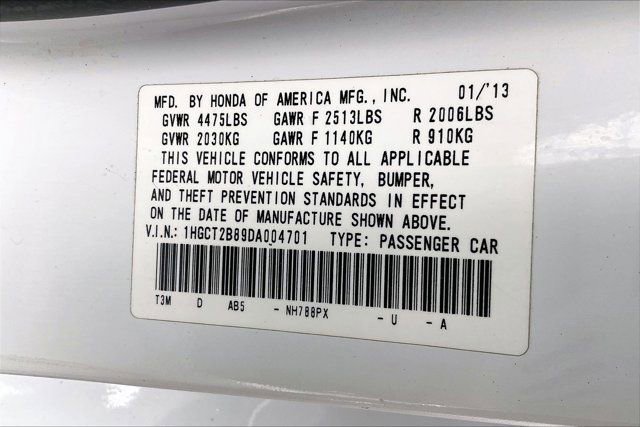 MFD. BY HONDA OF AMERICA MFG., INC. 01/'13
GVWR 4475LBS GAWR F 2513LBS R 2006LBS
GVWR 2030KG GAWR F 1140KG R 910KG
THIS VEHICLE CONFORMS TO ALL APPLICABLE
FEDERAL MOTOR VEHICLE SAFETY, BUMPER,
AND THEFT PREVENTION STANDARDS IN EFFECT
ON THE DATE OF MANUFACTURE SHOWN ABOVE.
V.I.N.: 1HGCT2B89DA004701 TYPE: PASSENGER CAR
T3M D AB5 - NH788PX - U - A